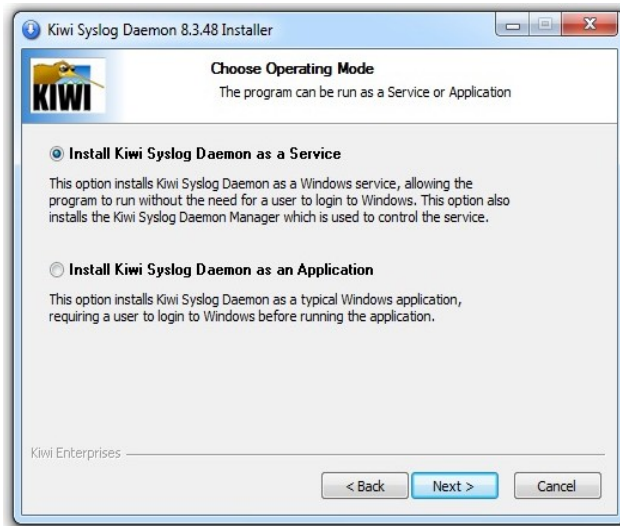 Kiwi Syslog Daemon 8.3.48 Installer
KIWI
Choose Operating Mode
The program can be run as a Service or Application
Install Kiwi Syslog Daemon as a Service
This option installs Kiwi Syslog Daemon as a Windows service, allowing the
program to run without the need for a user to login to Windows. This option also
installs the Kiwi Syslog Daemon Manager which is used to control the service.
Install Kiwi Syslog Daemon as an Application
This option installs Kiwi Syslog Daemon as a typical Windows application,
requiring a user to login to Windows before running the application.
Kiwi Enterprises
< Back
Next >
Cancel